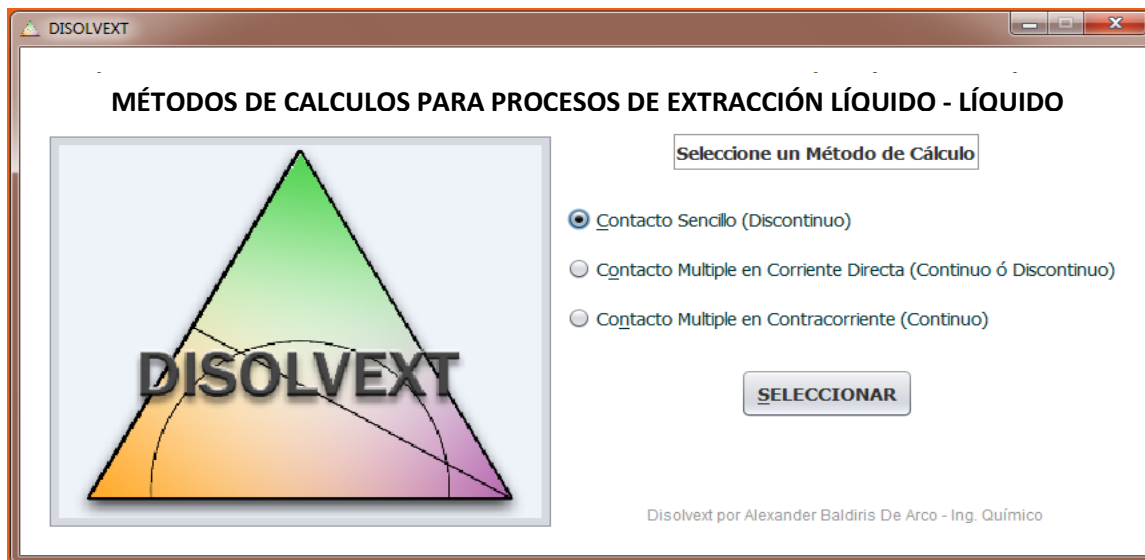 DISOLVEXT
MÉTODOS DE CALCULOS PARA PROCESOS DE EXTRACCIÓN LÍQUIDO - LÍQUIDO
Seleccione un Método de Cálculo
Contacto Sencillo (Discontinuo)
Contacto Multiple en Corriente Directa (Continuo ó Discontinuo)
Contacto Multiple en Contracorriente (Continuo)
DISOLVEXT
SELECCIONAR
Disolvext por Alexander Baldiris De Arco - Ing. Químico